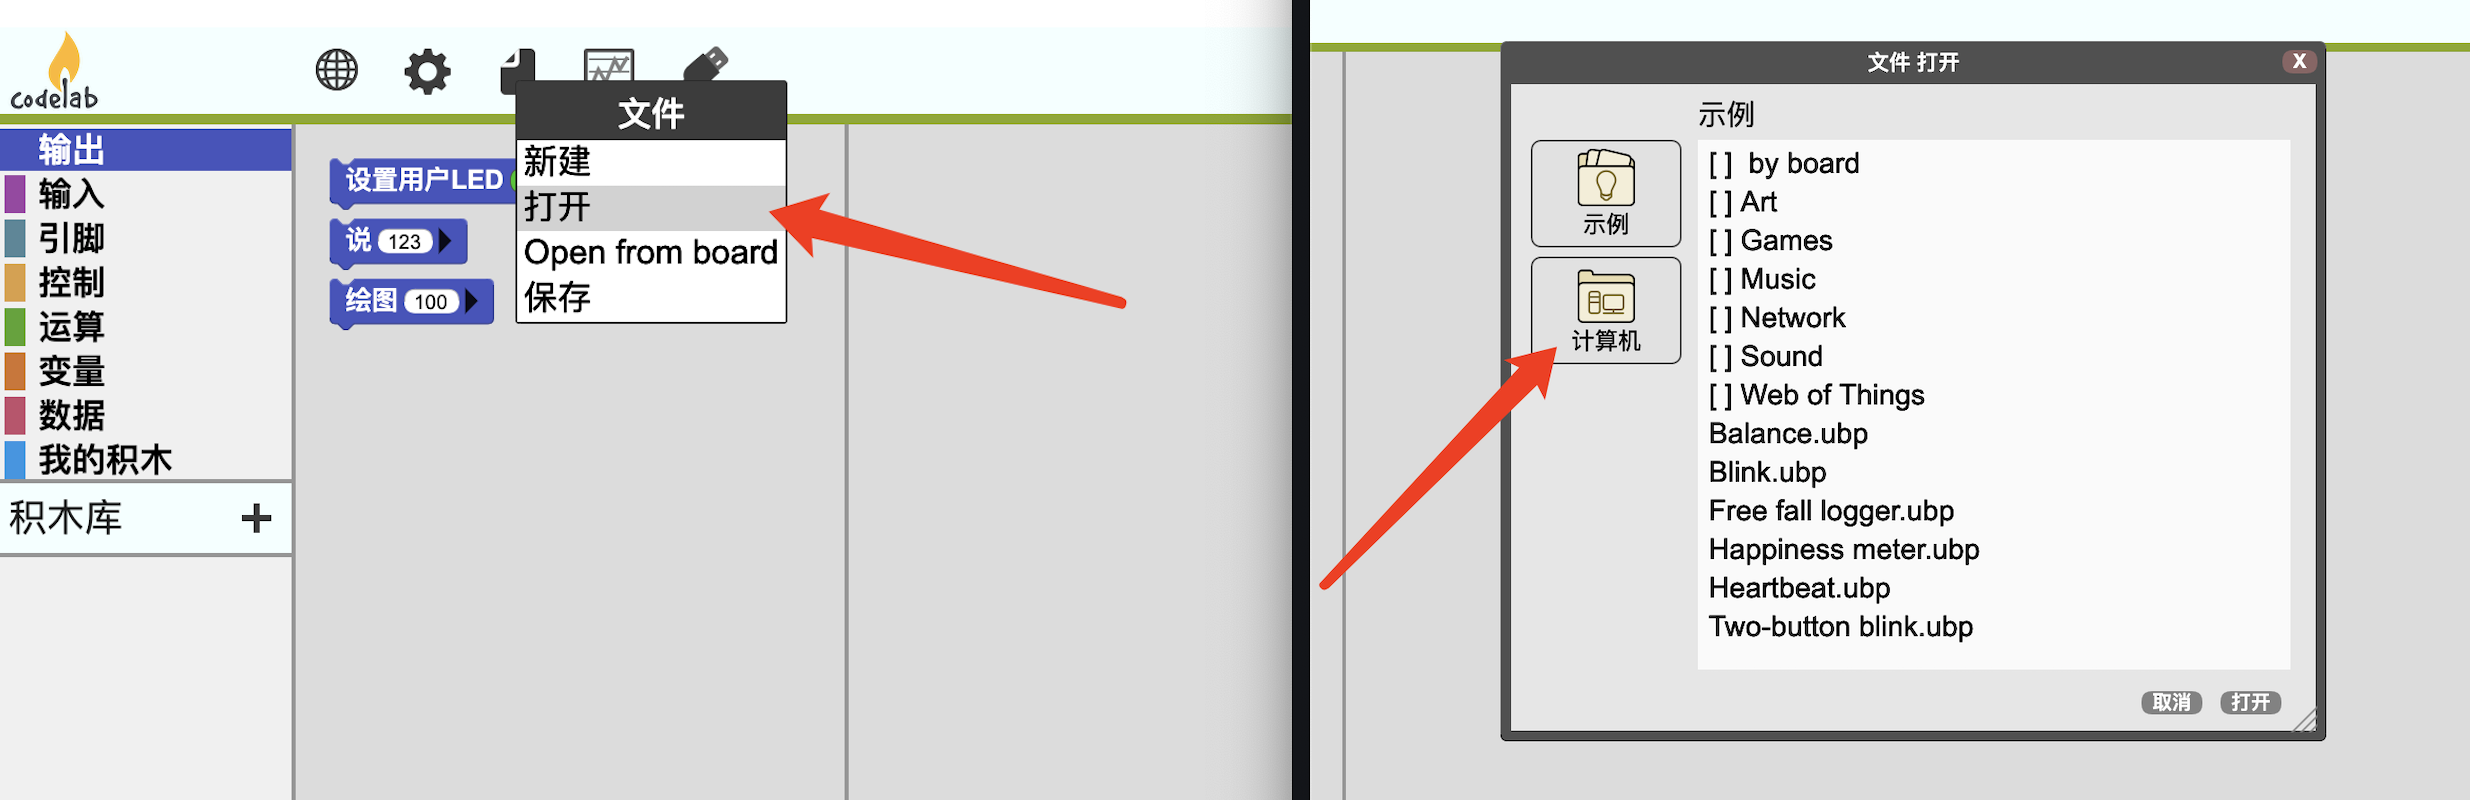 codelab
文件
新建
打开
Open from board
保存
输出
输入
引脚
控制
运算
变量
数据
我的积木
积木库 +
设置用户LED
说 123
绘图 100
文件 打开
X
示例
示例
计算机
[ ] by board
[ ] Art
[ ] Games
[ ] Music
[ ] Network
[ ] Sound
[ ] Web of Things
Balance.ubp
Blink.ubp
Free fall logger.ubp
Happiness meter.ubp
Heartbeat.ubp
Two-button blink.ubp
取消 打开